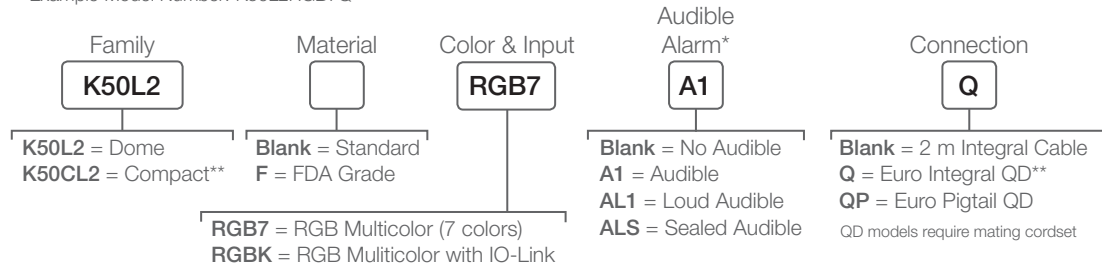 Audible
Family Material Color & Input Alarm* Connection
K50L2 RGB7 A1 Q
K50L2 = Dome
K50CL2 = Compact**
Blank = Standard
F = FDA Grade
RGB7 = RGB Multicolor (7 colors)
RGBK = RGB Muliticolor with IO-Link
Blank = No Audible
A1 = Audible
AL1 = Loud Audible
ALS = Sealed Audible
Blank = 2 m Integral Cable
Q = Euro Integral QD**
QP = Euro Pigtail QD
QD models require mating cordset